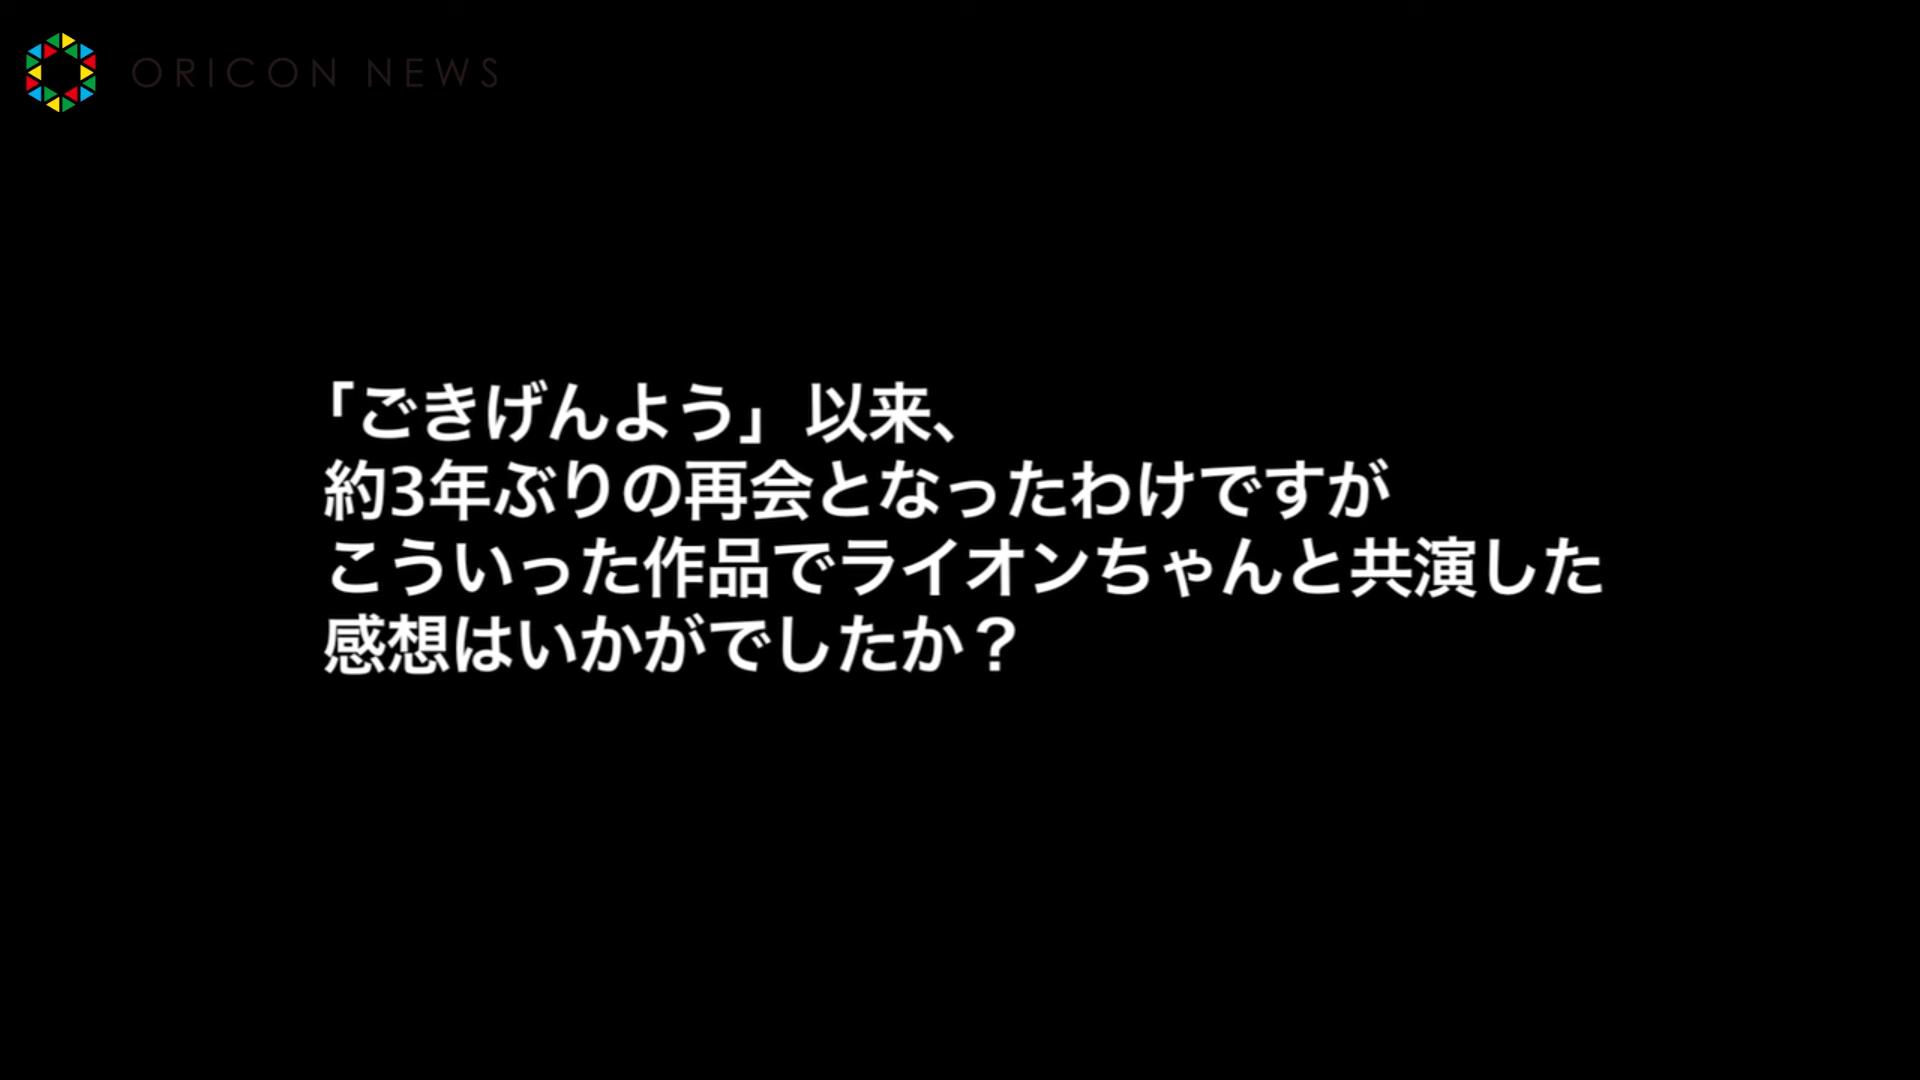 ORICON NEWS
「ごきげんよう」以来、
約3年ぶりの再会となったわけですが
こういった作品でライオンちゃんと共演した
感想はいかがでしたか？